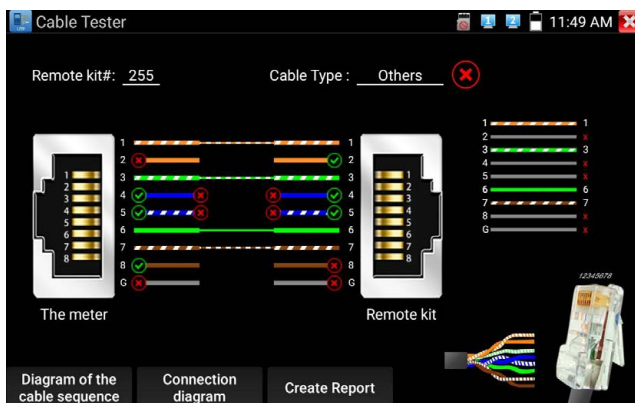 Cable Tester
1 2 11:49 AM
Remote kit#: 255
Cable Type : Others
1 1
2 2
3 3
4 4
5 5
6 6
7 7
8 8
G G
1
2
3
4
5
6
7
8
1
2
3
4
5
6
7
8
1 1
2 x
3 3
4 x
5 x
6 6
7 7
8 x
G x
The meter
Remote kit
12345678
Diagram of the
cable sequence
Connection
diagram
Create Report